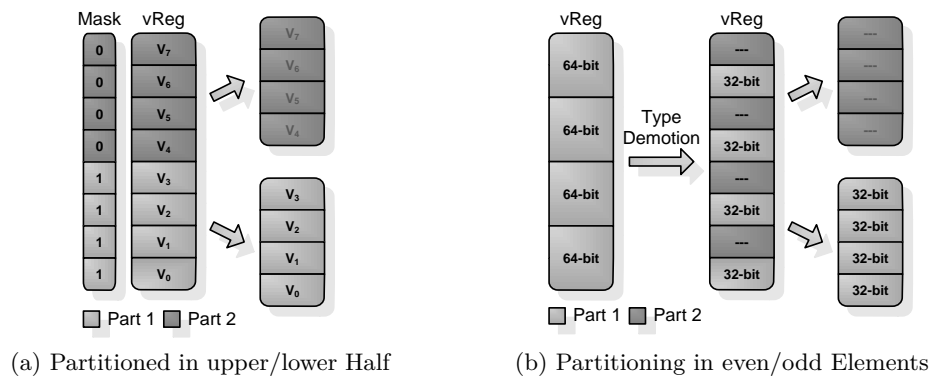 Mask vReg
0 V7
0 V6
0 V5
0 V4
1 V3
1 V2
1 V1
1 V0
V7
V6
V5
V4
V3
V2
V1
V0
Part 1 Part 2
(a) Partitioned in upper/lower Half
vReg
64-bit
64-bit
64-bit
64-bit
Type
Demotion
vReg
---
32-bit
---
32-bit
---
32-bit
---
32-bit
---
---
---
---
32-bit
32-bit
32-bit
32-bit
Part 1 Part 2
(b) Partitioning in even/odd Elements